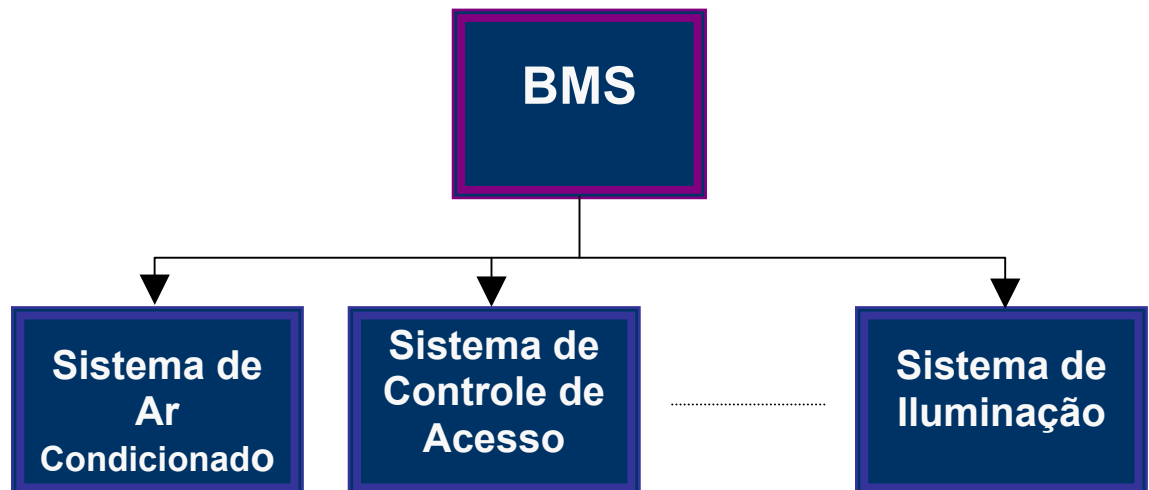 BMS
Sistema de
Ar
Condicionado
Sistema de
Controle de
Acesso
Sistema de
Iluminação